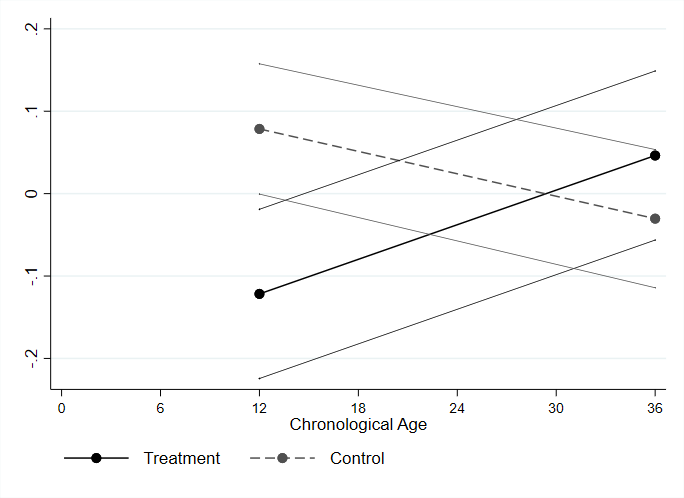 .2
.1
0
-.1
-.2
0 6 12 18 24 30 36
Chronological Age
Treatment Control